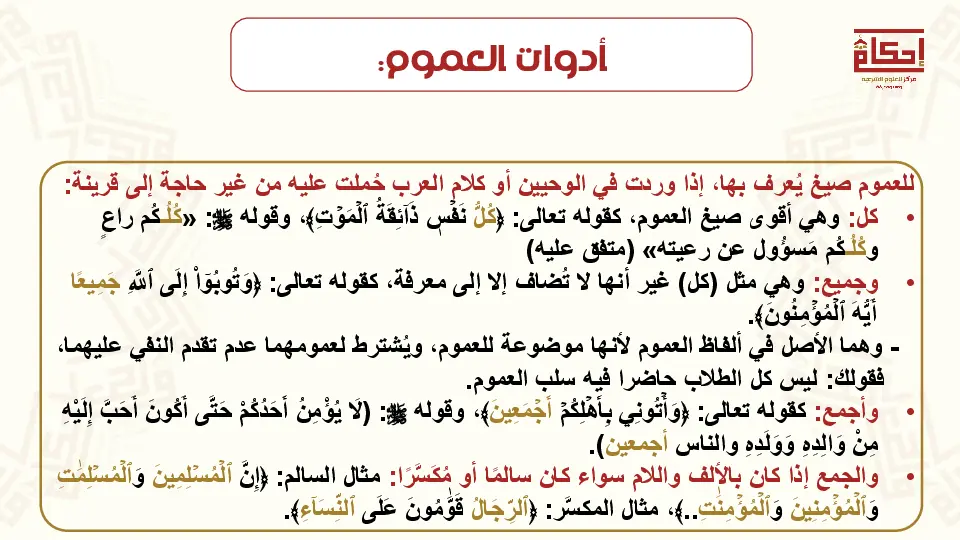 أدوات العموم:
إحكام
مركز للعلوم الشرعية
للعموم صيغ يُعرف بها، إذا وردت في الوحيين أو كلام العرب حُملت عليه من غير حاجة إلى قرينة:
• كل: وهي أقوى صيغ العموم، كقوله تعالى: ﴿كُلُّ نَفۡسٖ ذَآئِقَةُ ٱلۡمَوۡتِ﴾، وقوله ﷺ: «كُلُـكُم راعٍ
وكُلُـكُم مَسؤُول عن رعيته» (متفق عليه)
• وجميع: وهي مثل (كل) غير أنها لا تُضاف إلا إلى معرفة، كقوله تعالى: ﴿وَتُوبُوٓاْ إِلَى ٱللَّهِ جَمِيعًا
أَيُّهَ ٱلۡمُؤۡمِنُونَ﴾.
- وهما الأصل في ألفاظ العموم لأنها موضوعة للعموم، ويُشترط لعمومهما عدم تقدم النفي عليهما،
فقولك: ليس كل الطلاب حاضرا فيه سلب العموم.
• وأجمع: كقوله تعالى: ﴿وَأۡتُونِي بِأَهۡلِكُمۡ أَجۡمَعِينَ﴾، وقوله ﷺ: (لَا يُؤْمِنُ أَحَدُكُمْ حَتَّى أَكُونَ أَحَبَّ إِلَيْهِ
مِنْ وَالِدِهِ وَوَلَدِهِ والناس أجمعين).
• والجمع إذا كان بالألف واللام سواء كان سالمًا أو مُكَسَّرًا: مثال السالم: ﴿إِنَّ ٱلۡمُسۡلِمِينَ وَٱلۡمُسۡلِمَٰتِ
وَٱلۡمُؤۡمِنِينَ وَٱلۡمُؤۡمِنَٰتِ..﴾، مثال المكسَّر: ﴿ٱلرِّجَالُ قَوَّٰمُونَ عَلَى ٱلنِّسَآءِ﴾.